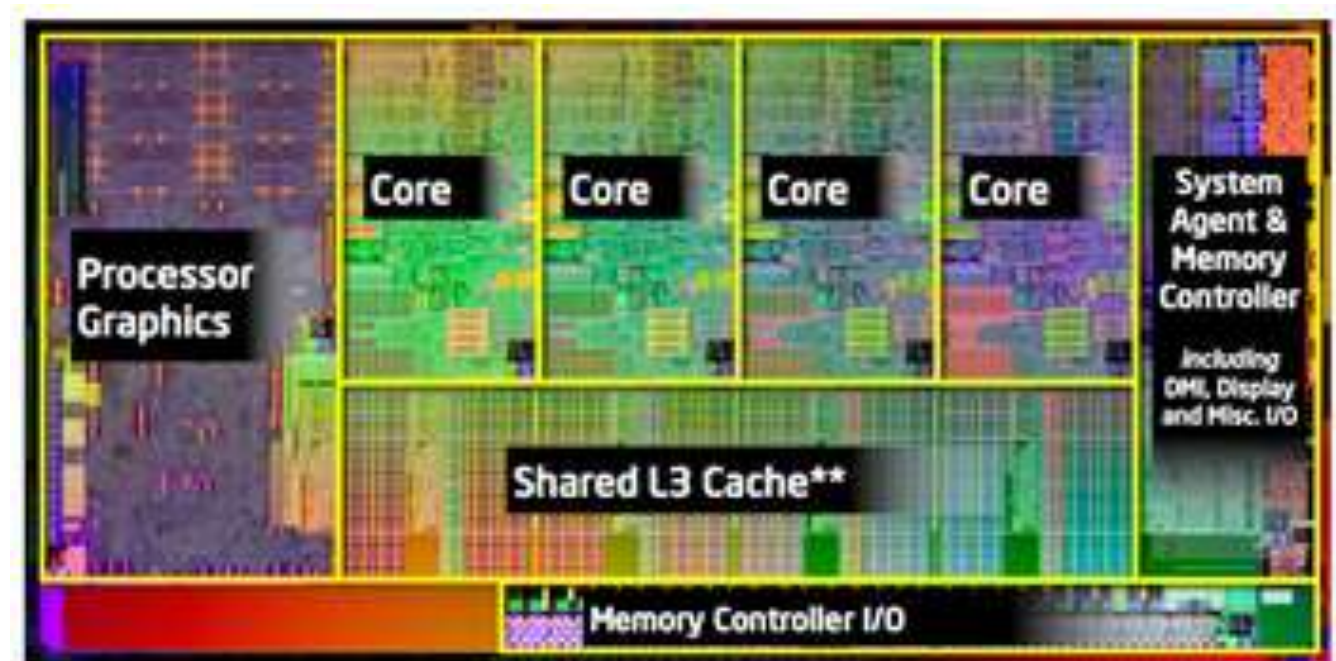 Processor
Graphics
Core
Core
Core
Core
System
Agent &
Memory
Controller
including
DMI, Display
and Misc. I/O
Shared L3 Cache**
Memory Controller I/O